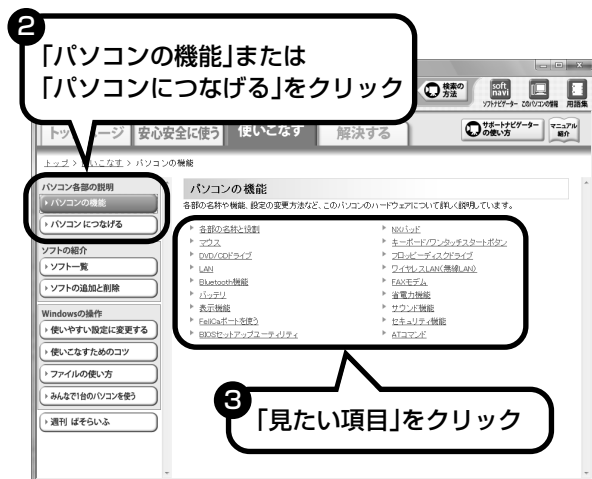 2
「パソコンの機能」または
「パソコンにつなげる」をクリック
検索の
方法
soft
navi
ソフトナビゲーター
このパソコンの情報
用語集
安心安全に使う
使いこなす
解決する
サポートナビゲーター
の使い方
マニュアル
紹介
トップ > 使いこなす > パソコンの機能
パソコン各部の説明
パソコンの機能
パソコンにつなげる
ソフトの紹介
ソフト一覧
ソフトの追加と削除
Windowsの操作
使いやすい設定に変更する
使いこなすためのコツ
ファイルの使い方
みんなで1台のパソコンを使う
週刊 ぱそらいふ
パソコンの機能
各部の名称や機能、設定の変更方法など、このパソコンのハードウェアについて詳しく説明しています。
各部の名称と役割
マウス
DVD/CDドライブ
LAN
Bluetooth機能
バッテリ
表示機能
FeliCaポートを使う
BIOSセットアップユーティリティ
NXパッド
キーボード/ワンタッチスタートボタン
フロッピーディスクドライブ
ワイヤレスLAN(無線LAN)
FAXモデム
省電力機能
サウンド機能
セキュリティ機能
ATコマンド
3
「見たい項目」をクリック